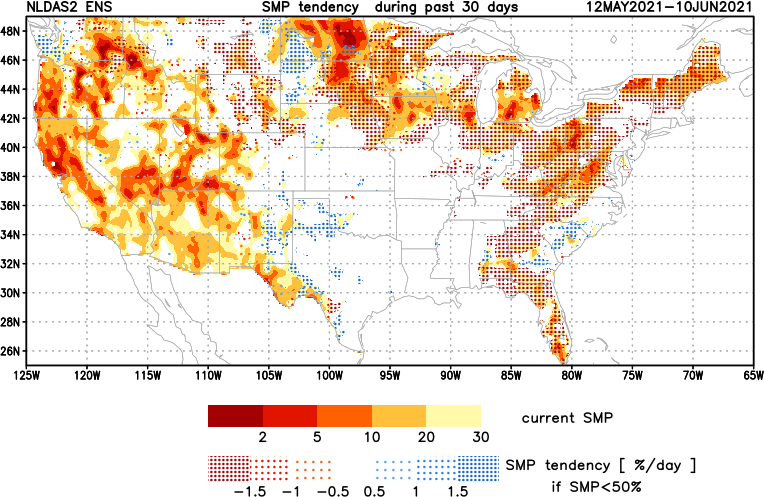 NLDAS2 ENS SMP tendency during past 30 days 12MAY2021-10JUN2021
48N
46N
44N
42N
40N
38N
36N
34N
32N
30N
28N
26N
125W 120W 115W 110W 105W 100W 95W 90W 85W 80W 75W 70W 65W
current SMP
2 5 10 20 30
SMP tendency [ %/day ]
-1.5 -1 -0.5 0.5 1 1.5
if SMP<50%